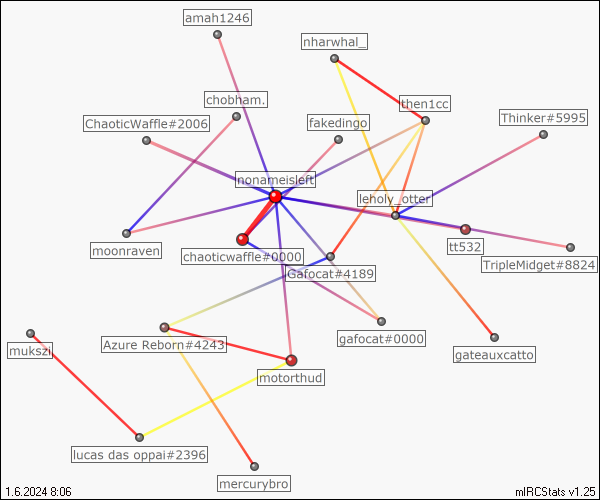 amah1246
nharwhal_
chobham.
then1cc
ChaoticWaffle#2006
fakedingo
Thinker#5995
nonameisleft
leholy_otter
moonraven
tt532
chaoticwaffle#0000
TripleMidget#8824
Gafocat#4189
gafocat#0000
Azure Reborn#4243
mukszi
gateauxcatto
motorthud
lucas das oppai#2396
mercurybro
1.6.2024 8:06
mIRCStats v1.25